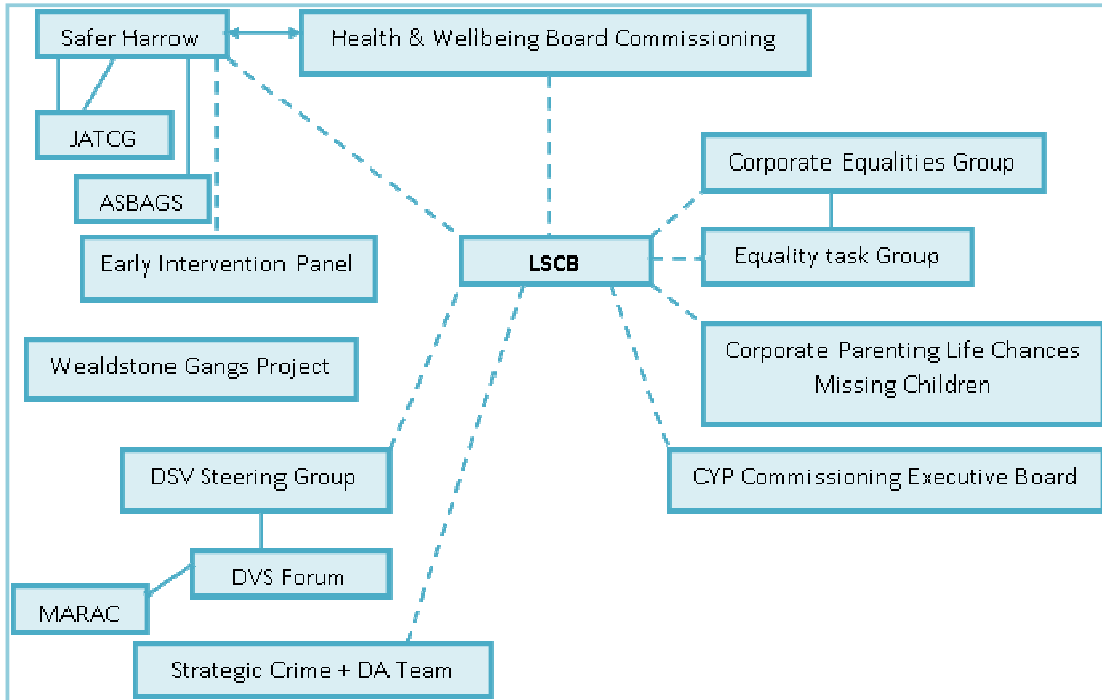 Safer Harrow
Health & Wellbeing Board Commissioning
JATCG
ASBAGS
Early Intervention Panel
Corporate Equalities Group
LSCB
Equality task Group
Wealdstone Gangs Project
Corporate Parenting Life Chances
Missing Children
DSV Steering Group
CYP Commissioning Executive Board
DVS Forum
MARAC
Strategic Crime + DA Team